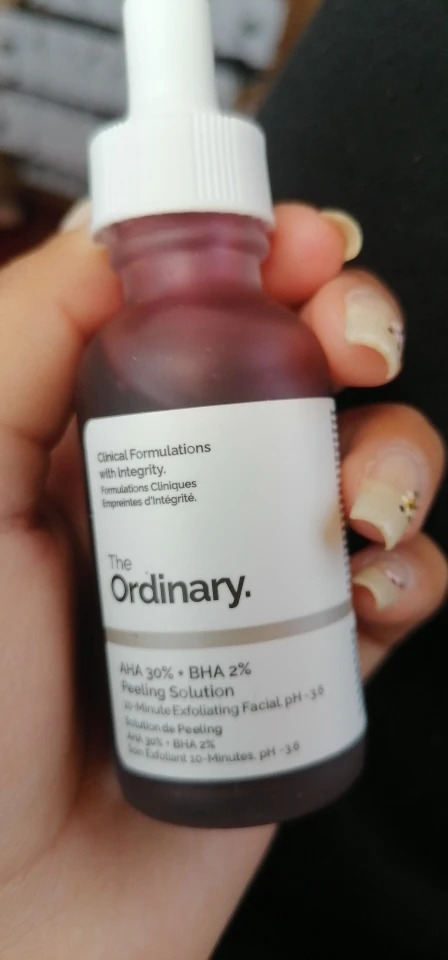 Clinical Formulations
with Integrity.
Formulations Cliniques
Empreintes d'Intégrité.
The
Ordinary.
AHA 30% + BHA 2%
Peeling Solution
10-Minute Exfoliating Facial, pH ~3.6
Solution de Peeling
AHA 30% + BHA 2%
Soin Exfoliant 10-Minutes, pH ~3.6